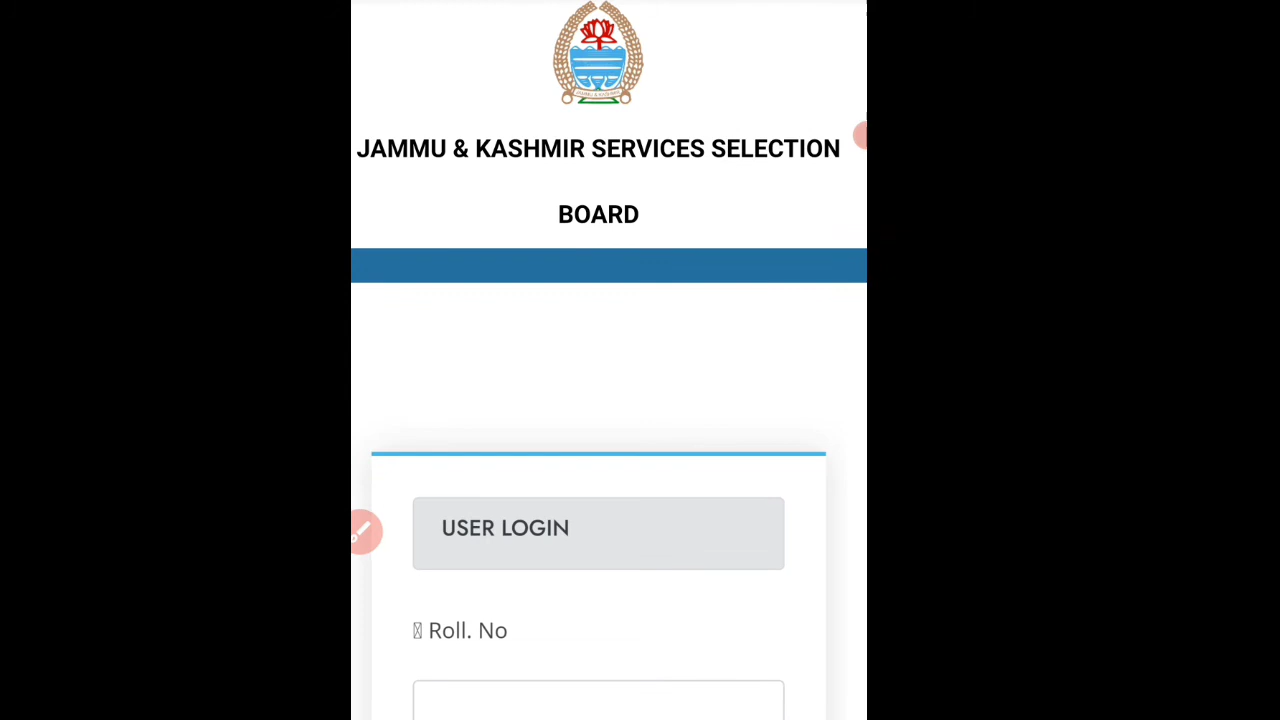 JAMMU & KASHMIR SERVICES SELECTION
BOARD
USER LOGIN
Roll. No